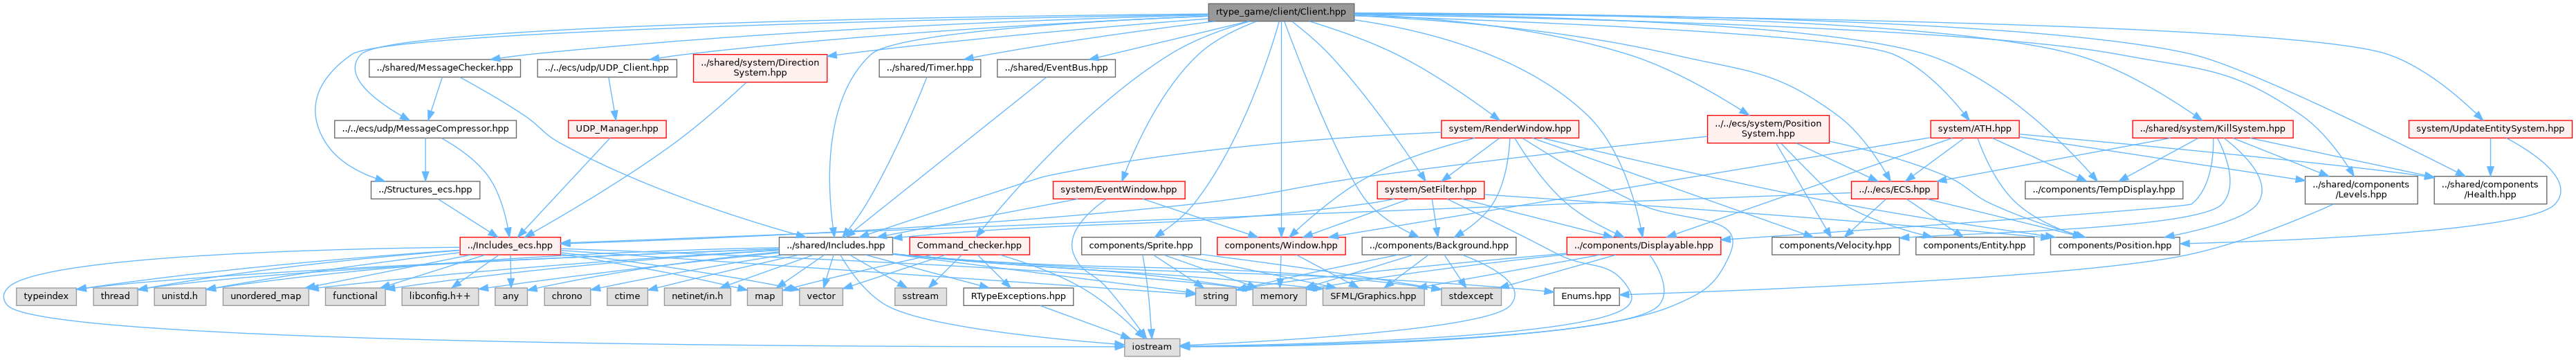 rtype_game/client/Client.hpp
../shared/MessageChecker.hpp
../../ecs/udp/UDP_Client.hpp
../shared/system/Direction
System.hpp
../shared/Timer.hpp
../shared/EventBus.hpp
../../ecs/udp/MessageCompressor.hpp
UDP_Manager.hpp
system/RenderWindow.hpp
../../ecs/system/Position
System.hpp
system/ATH.hpp
../shared/system/KillSystem.hpp
system/UpdateEntitySystem.hpp
../Structures_ecs.hpp
system/EventWindow.hpp
system/SetFilter.hpp
../../ecs/ECS.hpp
../components/TempDisplay.hpp
../shared/components
/Levels.hpp
../shared/components
/Health.hpp
../Includes_ecs.hpp
../shared/Includes.hpp
Command_checker.hpp
components/Sprite.hpp
components/Window.hpp
../components/Background.hpp
../components/Displayable.hpp
components/Velocity.hpp
components/Entity.hpp
components/Position.hpp
typeindex
thread
unistd.h
unordered_map
functional
libconfig.h++
any
chrono
ctime
netinet/in.h
map
vector
sstream
RTypeExceptions.hpp
string
memory
SFML/Graphics.hpp
stdexcept
Enums.hpp
iostream